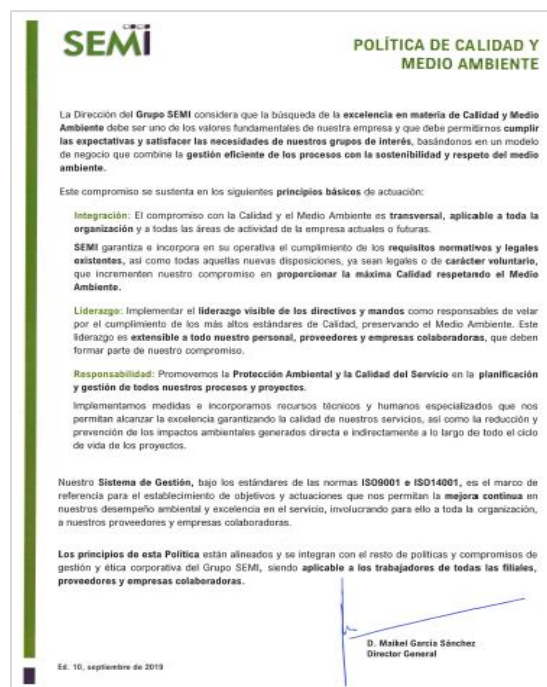 SEMI
POLÍTICA DE CALIDAD Y
MEDIO AMBIENTE
La Dirección del Grupo SEMI considera que la búsqueda de la excelencia en materia de Calidad y Medio
Ambiente debe ser uno de los valores fundamentales de nuestra empresa y que debe permitirnos cumplir
las expectativas y satisfacer las necesidades de nuestros grupos de interés, basándonos en un modelo
de negocio que combine la gestión eficiente de los procesos con la sostenibilidad y respeto del medio
ambiente.
Este compromiso se sustenta en los siguientes principios básicos de actuación:
Integración: El compromiso con la Calidad y el Medio Ambiente es transversal, aplicable a toda la
organización y a todas las áreas de actividad de la empresa actuales o futuras.
SEMI garantiza e incorpora en su operativa el cumplimiento de los requisitos normativos y legales
existentes, así como todas aquellas nuevas disposiciones, ya sean legales o de carácter voluntario,
que incrementen nuestro compromiso en proporcionar la máxima Calidad respetando el Medio
Ambiente.
Liderazgo: Implementar el liderazgo visible de los directivos y mandos como responsables de velar
por el cumplimiento de los más altos estándares de Calidad, preservando el Medio Ambiente. Este
liderazgo es extensible a todo nuestro personal, proveedores y empresas colaboradoras, que deben
formar parte de nuestro compromiso.
Responsabilidad: Promovemos la Protección Ambiental y la Calidad del Servicio en la planificación
y gestión de todos nuestros procesos y proyectos.
Implementamos medidas e incorporamos recursos técnicos y humanos especializados que nos
permitan alcanzar la excelencia garantizando la calidad de nuestros servicios, así como la reducción y
prevención de los impactos ambientales generados directa e indirectamente a lo largo de todo el ciclo
de vida de los proyectos.
Nuestro Sistema de Gestión, bajo los estándares de las normas ISO9001 e ISO14001, es el marco de
referencia para el establecimiento de objetivos y actuaciones que nos permitan la mejora continua en
nuestros desempeño ambiental y excelencia en el servicio, involucrando para ello a toda la organización,
a nuestros proveedores y empresas colaboradoras.
Los principios de esta Política están alineados y se integran con el resto de políticas y compromisos de
gestión y ética corporativa del Grupo SEMI, siendo aplicable a los trabajadores de todas las filiales,
proveedores y empresas colaboradoras.
D. Maikel García Sánchez
Director General
Ed. 10, septiembre de 2019